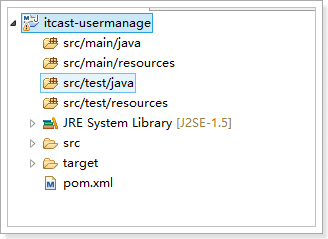 itcast-usermanage
src/main/java
src/main/resources
src/test/java
src/test/resources
JRE System Library [J2SE-1.5]
src
target
pom.xml